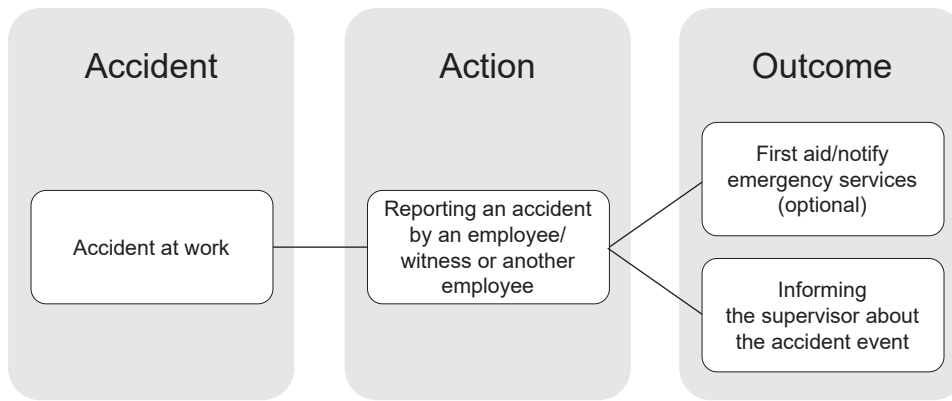 Accident
Accident at work
Action
Reporting an accident
by an employee/
witness or another
employee
Outcome
First aid/notify
emergency services
(optional)
Informing
the supervisor about
the accident event